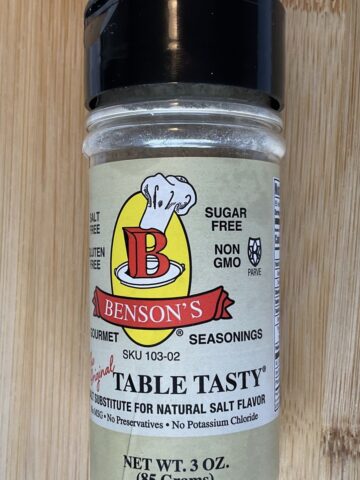 SALT
FREE
SUGAR
FREE
GLUTEN
FREE
NON
GMO
PARVE
B
BENSON'S
GOURMET
SEASONINGS
®
SKU 103-02
Original
TABLE TASTY®
SUBSTITUTE FOR NATURAL SALT FLAVOR
MSG • No Preservatives • No Potassium Chloride
NET WT. 3 OZ.
(85 Grams)